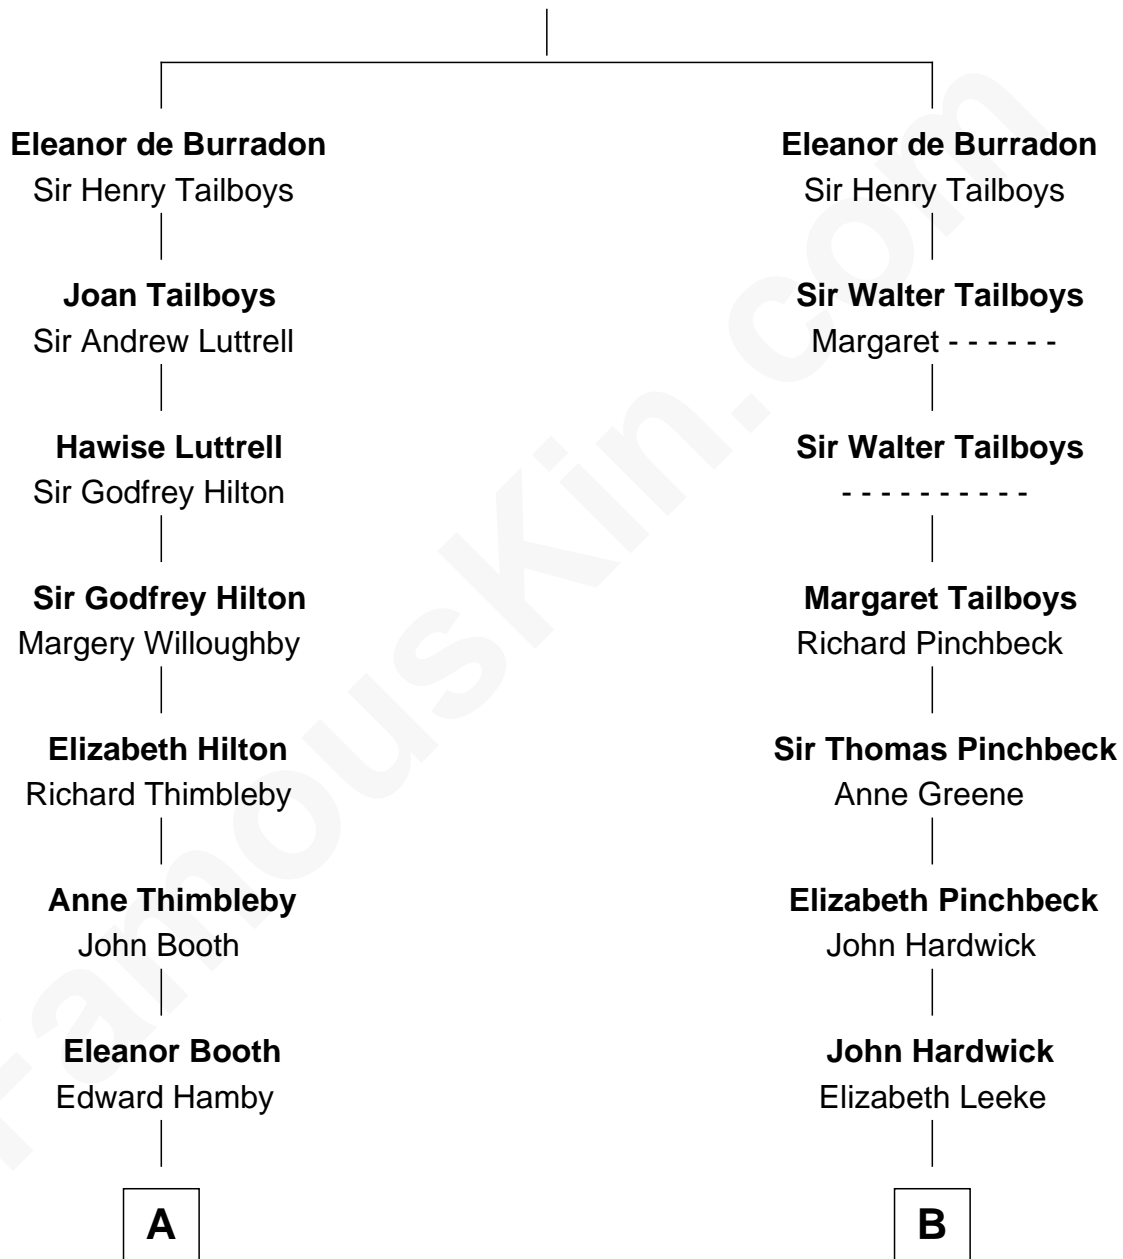 Eleanor de Burradon
Sir Henry Tailboys
Joan Tailboys
Sir Andrew Luttrell
Hawise Luttrell
Sir Godfrey Hilton
Sir Godfrey Hilton
Margery Willoughby
Elizabeth Hilton
Richard Thimbleby
Anne Thimbleby
John Booth
Eleanor Booth
Edward Hamby
A
Eleanor de Burradon
Sir Henry Tailboys
Sir Walter Tailboys
Margaret - - - - - -
Sir Walter Tailboys
- - - - - - - - - -
Margaret Tailboys
Richard Pinchbeck
Sir Thomas Pinchbeck
Anne Greene
Elizabeth Pinchbeck
John Hardwick
John Hardwick
Elizabeth Leeke
B
FamousKin.com